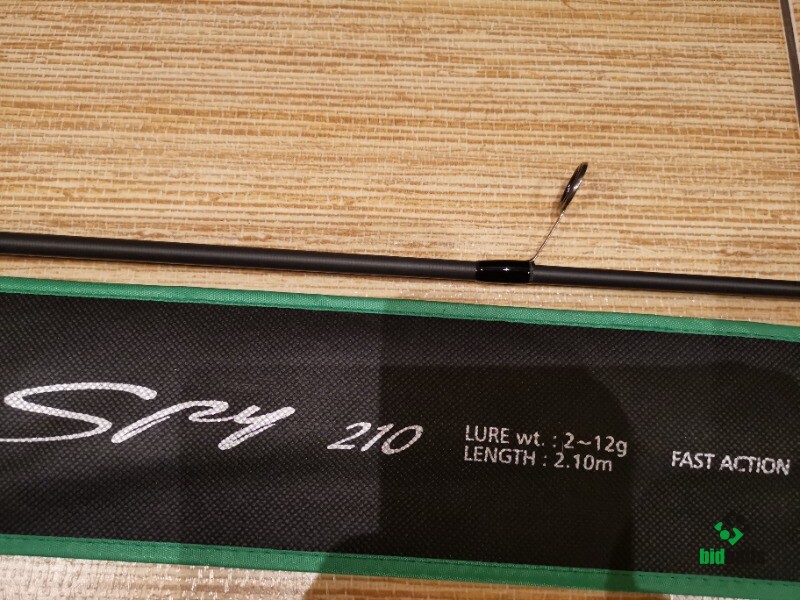 Spy 210
LURE wt. : 2~12g
LENGTH : 2.10m
FAST ACTION
bid